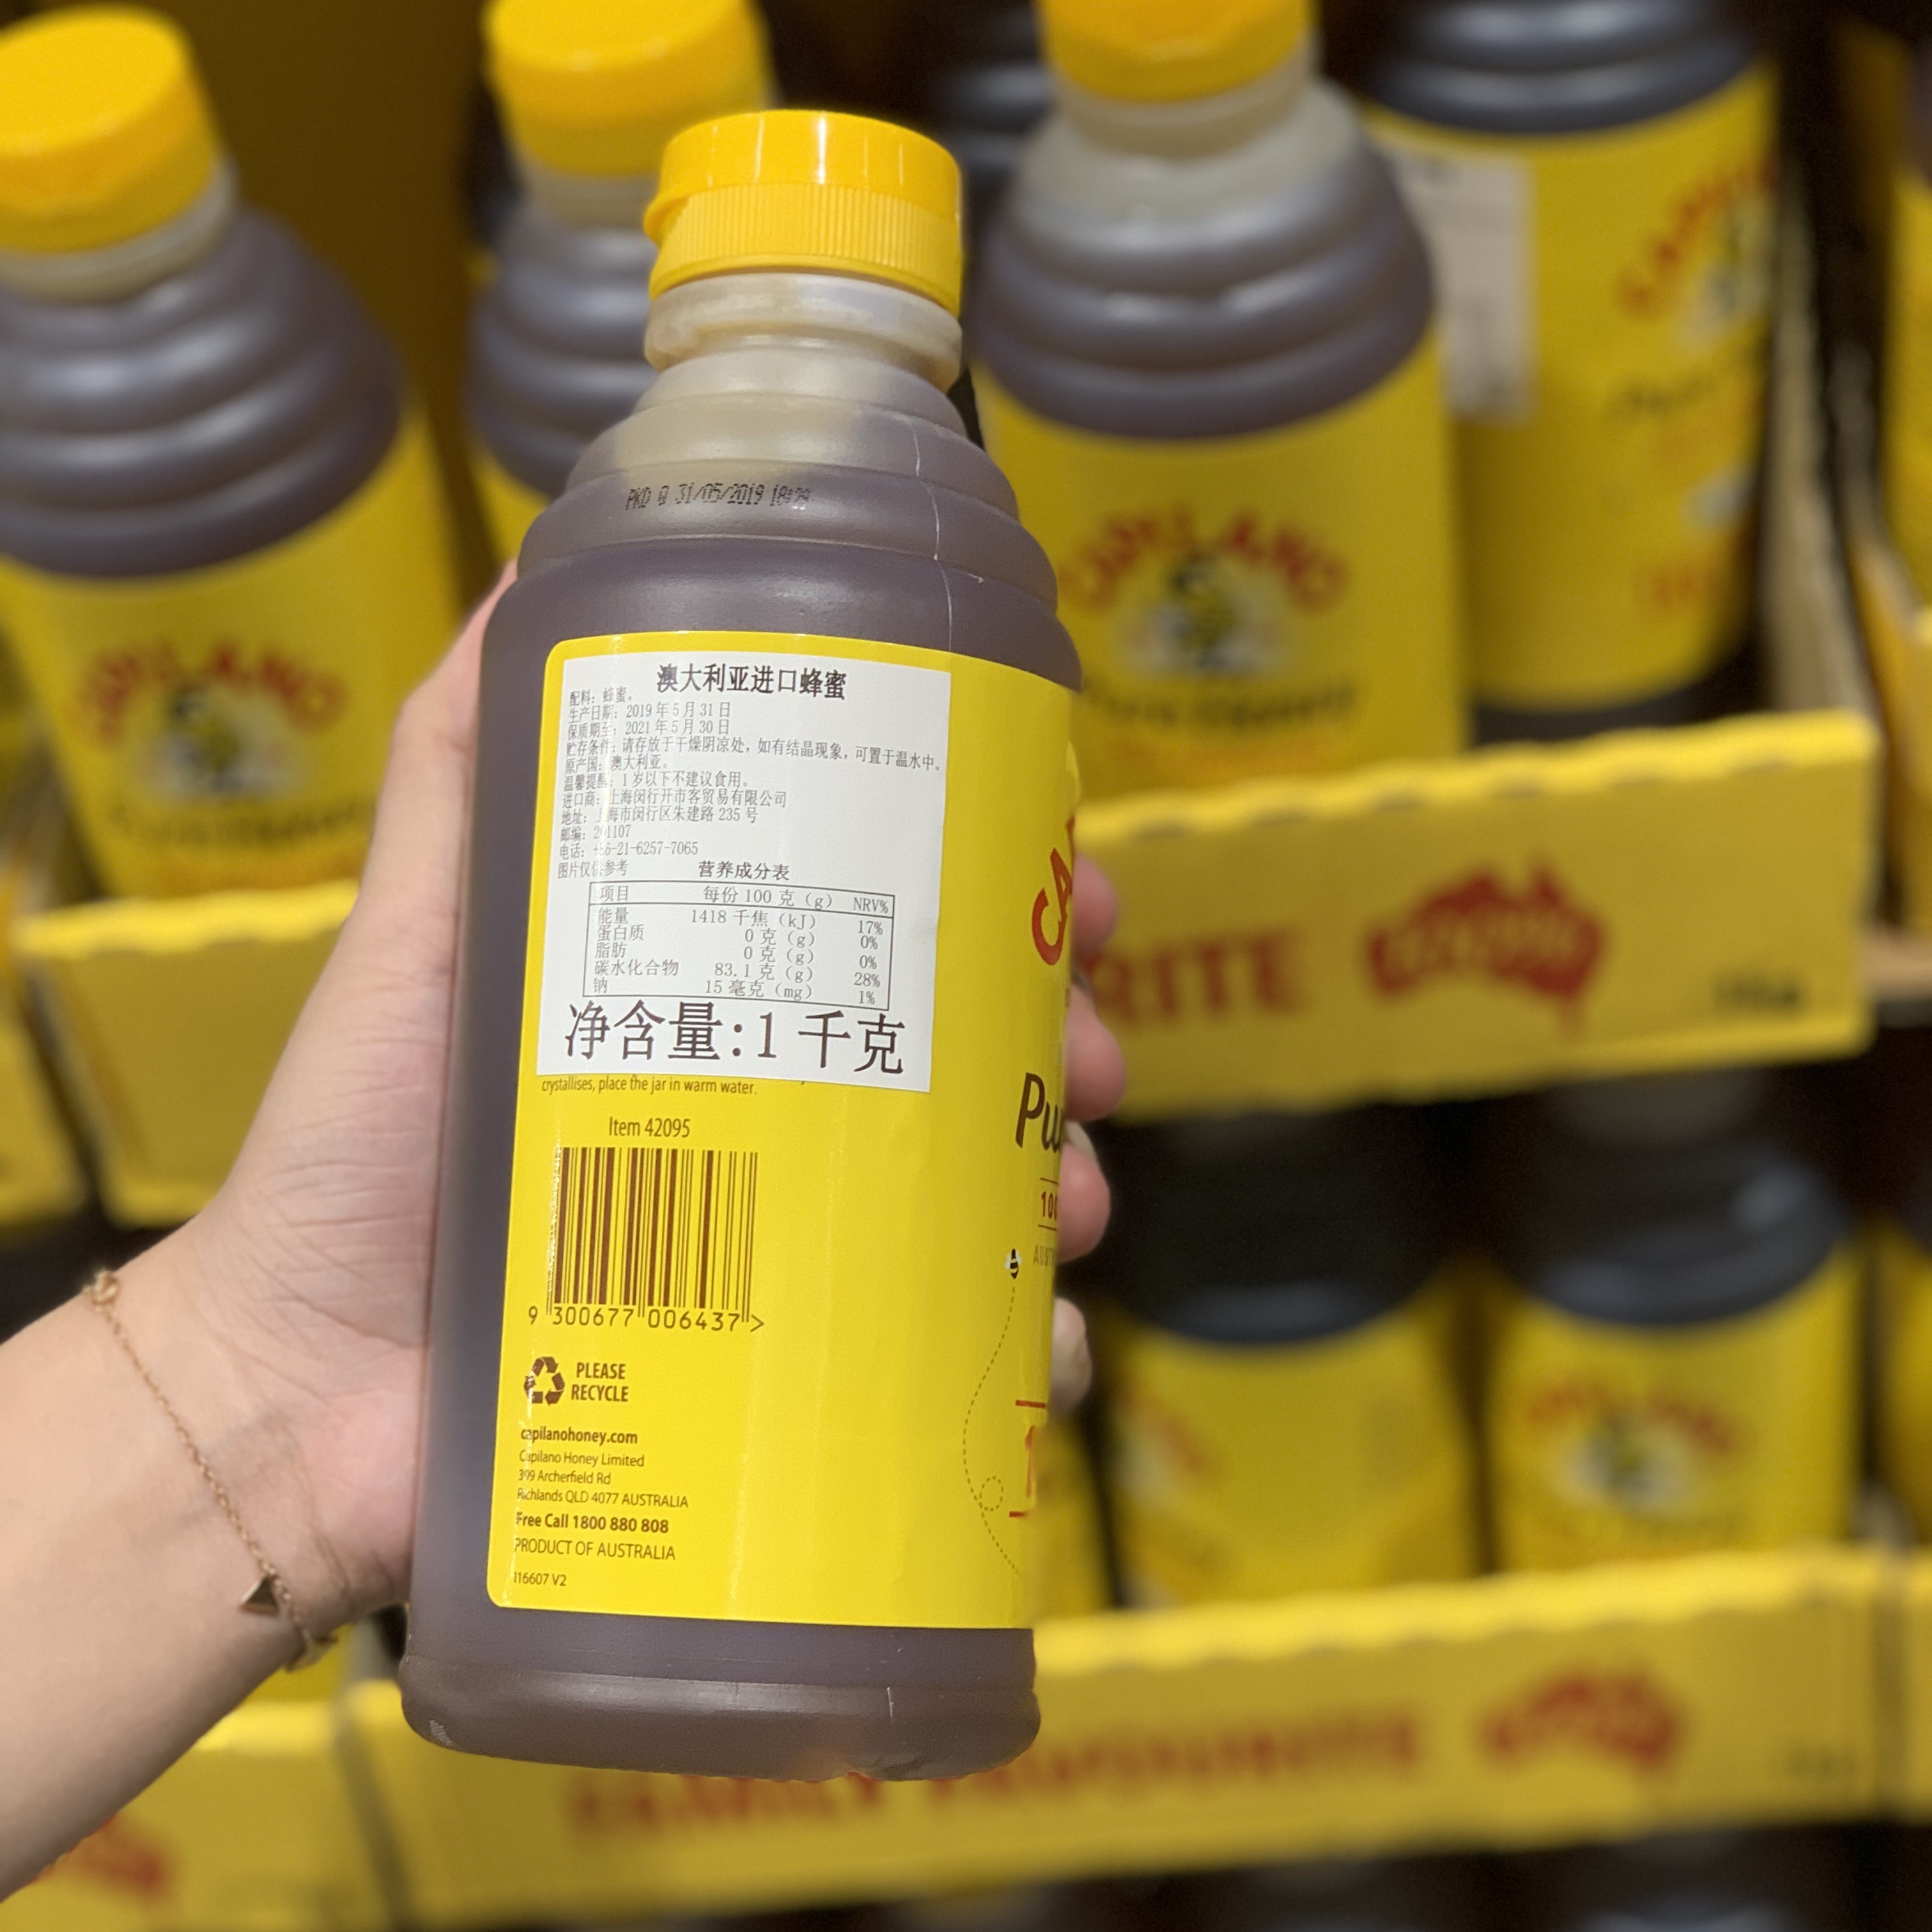 PKD @ 31/05/2019 18:29
澳大利亚进口蜂蜜
配料：蜂蜜。
生产日期：2019年5月31日
保质期至：2021年5月30日
贮存条件：请存放于干燥阴凉处，如有结晶现象，可置于温水中。
原产国：澳大利亚。
温馨提醒：1岁以下不建议食用。
进口商：上海闵行开市客贸易有限公司
地址：上海市闵行区朱建路235号
邮编：201107
电话：+86-21-6257-7065
图片仅供参考 营养成分表
项目 每份100克（g） NRV%
能量 1418千焦（kJ） 17%
蛋白质 0克（g） 0%
脂肪 0克（g） 0%
碳水化合物 83.1克（g） 28%
钠 15毫克（mg） 1%
净含量:1千克
crystallises, place the jar in warm water.
Item 42095
9 300677 006437 >
PLEASE
RECYCLE
capilanohoney.com
Capilano Honey Limited
399 Archerfield Rd
Richlands QLD 4077 AUSTRALIA
Free Call 1800 880 808
PRODUCT OF AUSTRALIA
116607 V2
CAPILANO
CAPILANO
RITE
FAMILY FAVOURITE